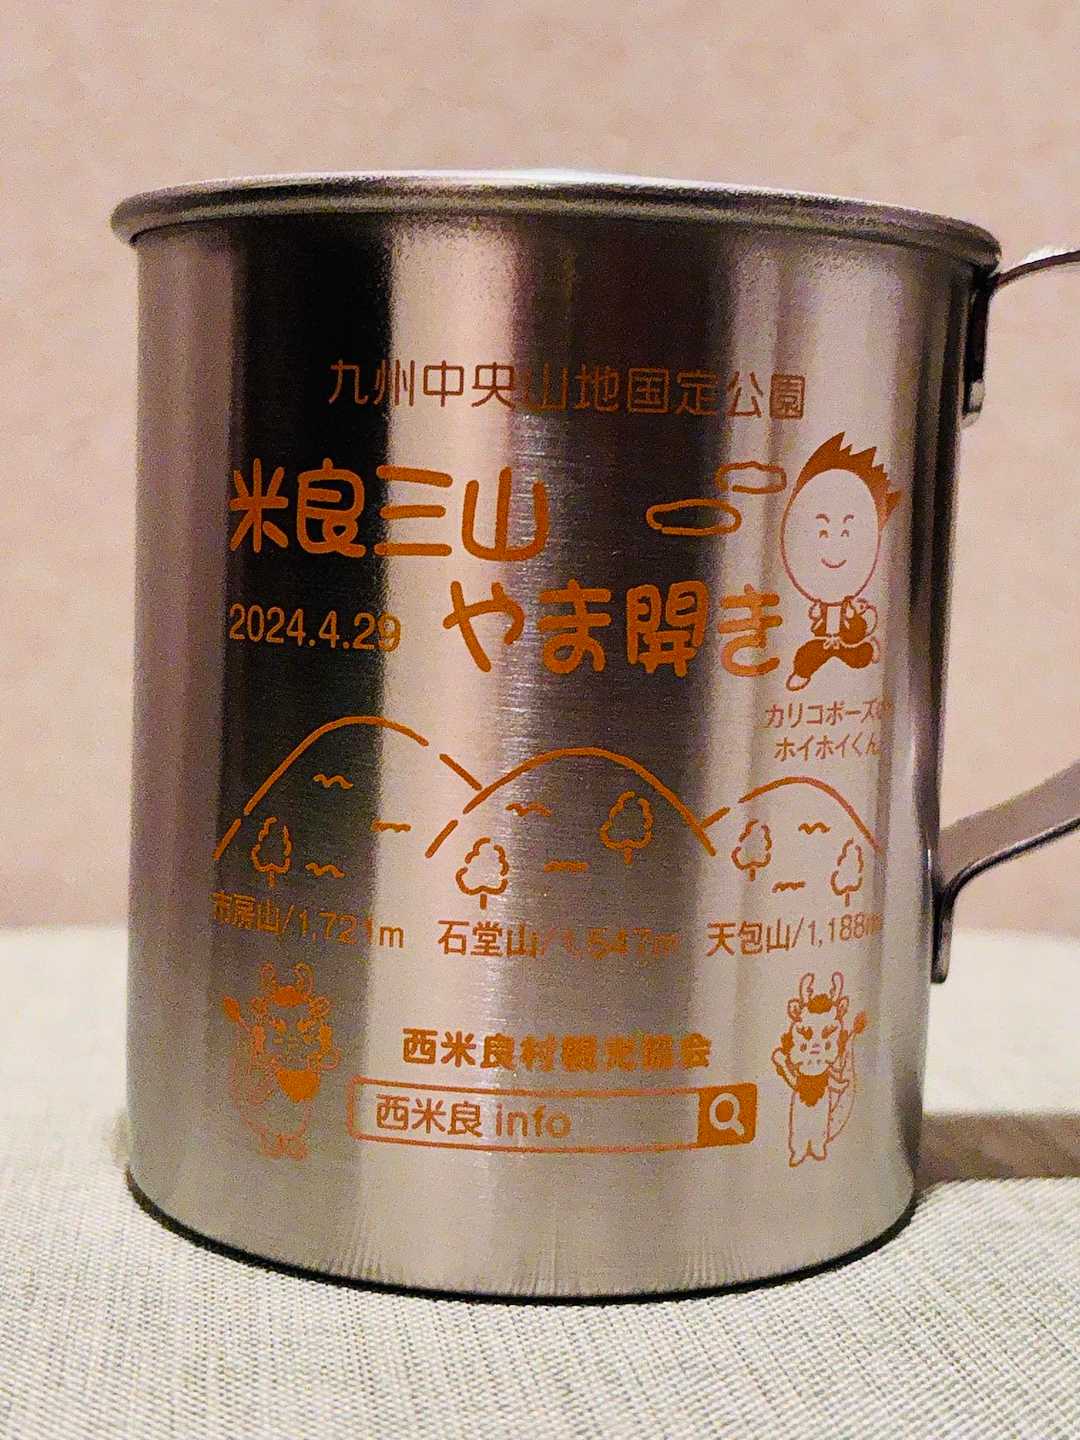 九州中央山地国定公園
米良三山
やま開き
2024.4.29
カリコボーズの
ホイホイくん
市房山/1,721m
石堂山/1,547m
天包山/1,188m
西米良村観光協会
西米良 info